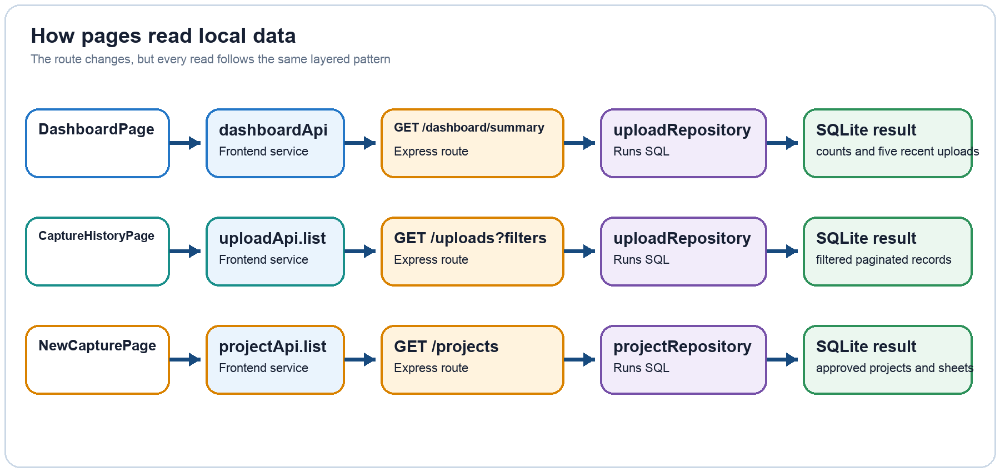 How pages read local data
The route changes, but every read follows the same layered pattern
DashboardPage
dashboardApi
Frontend service
GET /dashboard/summary
Express route
uploadRepository
Runs SQL
SQLite result
counts and five recent uploads
CaptureHistoryPage
uploadApi.list
Frontend service
GET /uploads?filters
Express route
uploadRepository
Runs SQL
SQLite result
filtered paginated records
NewCapturePage
projectApi.list
Frontend service
GET /projects
Express route
projectRepository
Runs SQL
SQLite result
approved projects and sheets